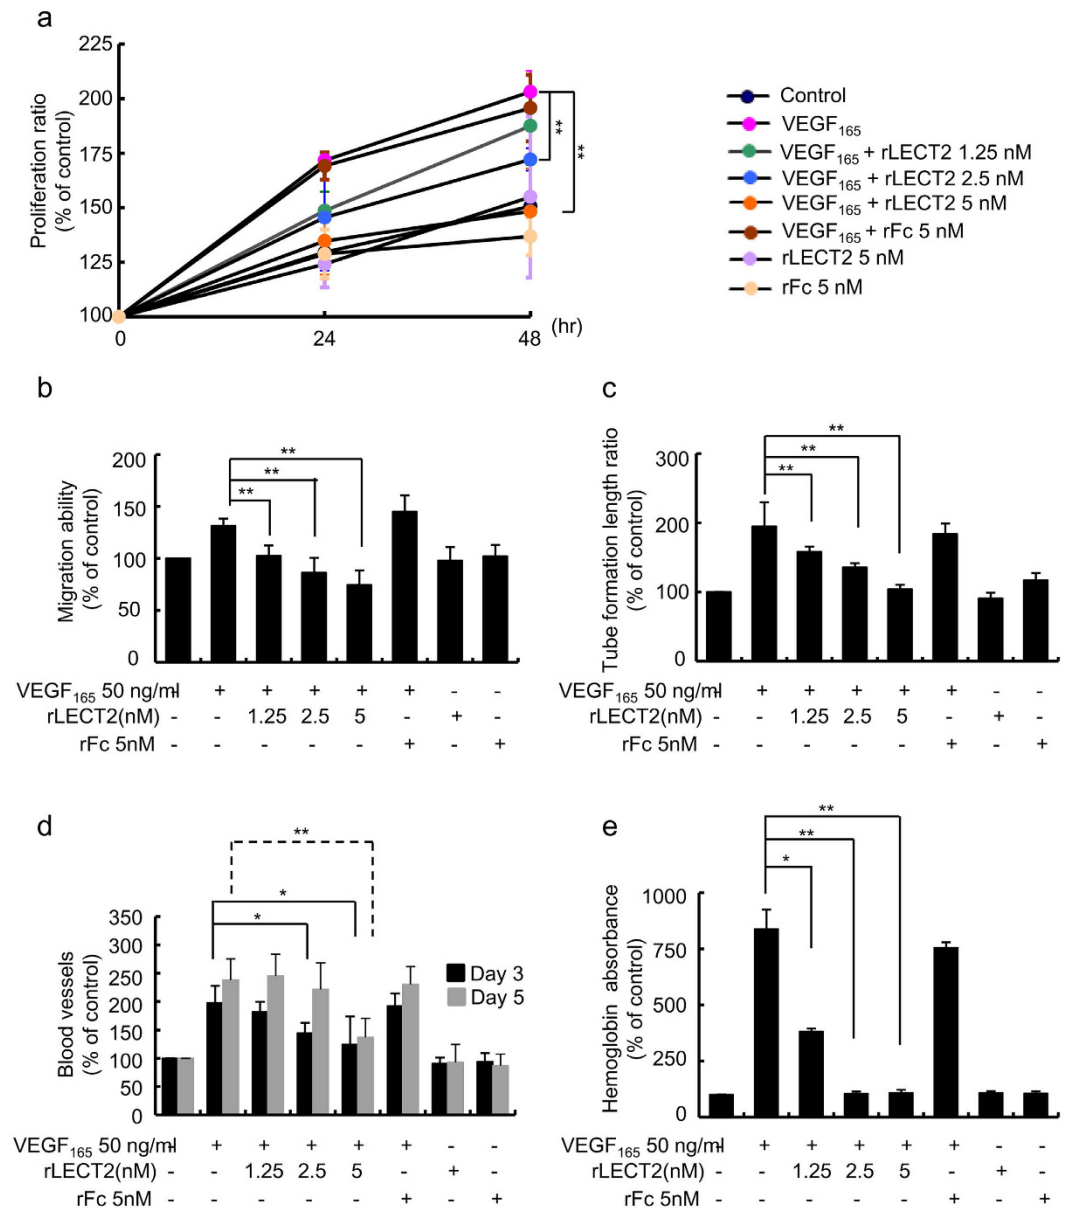 a
225
200
175
150
125
100
Proliferation ratio
(% of control)
0
24
48
(hr)
**
**
Control
VEGF165
VEGF165 + rLECT2 1.25 nM
VEGF165 + rLECT2 2.5 nM
VEGF165 + rLECT2 5 nM
VEGF165 + rFc 5 nM
rLECT2 5 nM
rFc 5 nM
b
Migration ability
(% of control)
200
150
100
50
0
**
**
**
VEGF165 50 ng/ml - + + + + + - -
rLECT2(nM) - - 1.25 2.5 5 - + -
rFc 5nM - - - - - + - +
c
Tube formation length ratio
(% of control)
300
200
100
0
**
**
**
VEGF165 50 ng/ml - + + + + + - -
rLECT2(nM) - - 1.25 2.5 5 - + -
rFc 5nM - - - - - + - +
d
Blood vessels
(% of control)
350
300
250
200
150
100
50
0
**
*
*
Day 3
Day 5
VEGF165 50 ng/ml - + + + + + - -
rLECT2(nM) - - 1.25 2.5 5 - + -
rFc 5nM - - - - - + - +
e
Hemoglobin absorbance
(% of control)
1000
750
500
250
0
**
**
*
VEGF165 50 ng/ml - + + + + + - -
rLECT2(nM) - - 1.25 2.5 5 - + -
rFc 5nM - - - - - + - +